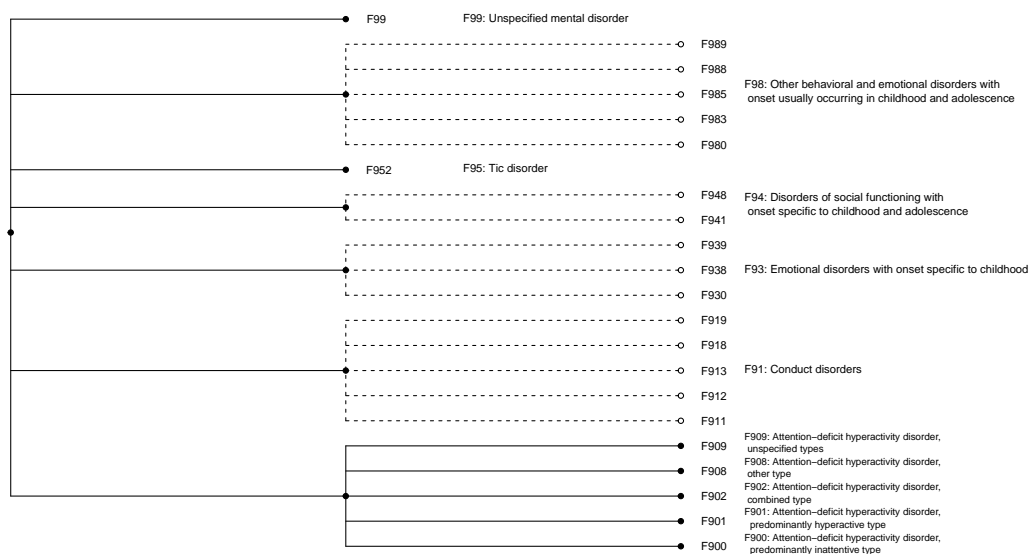 F99 F99: Unspecified mental disorder
F989
F988
F985
F98: Other behavioral and emotional disorders with
onset usually occurring in childhood and adolescence
F983
F980
F952 F95: Tic disorder
F948
F94: Disorders of social functioning with
onset specific to childhood and adolescence
F941
F939
F938 F93: Emotional disorders with onset specific to childhood
F930
F919
F918
F913 F91: Conduct disorders
F912
F911
F909 F909: Attention−deficit hyperactivity disorder,
unspecified types
F908 F908: Attention−deficit hyperactivity disorder,
other type
F902 F902: Attention−deficit hyperactivity disorder,
combined type
F901 F901: Attention−deficit hyperactivity disorder,
predominantly hyperactive type
F900 F900: Attention−deficit hyperactivity disorder,
predominantly inattentive type